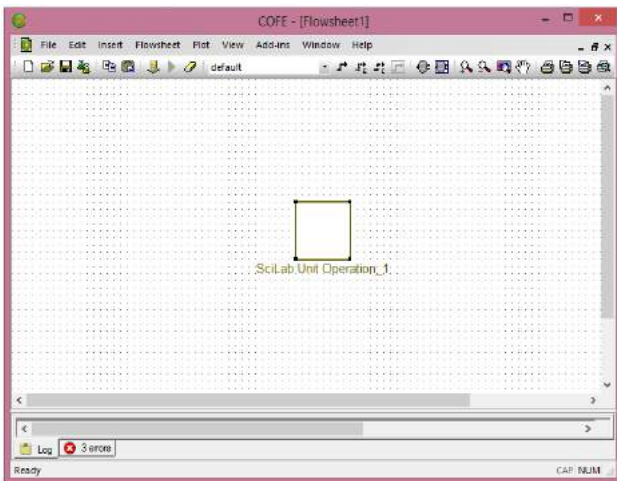 COFE - [Flowsheet1]
File Edit Insert Flowsheet Plot View Add-ins Window Help
default
SciLab Unit Operation_1
Log 3 errors
Ready CAP NUM